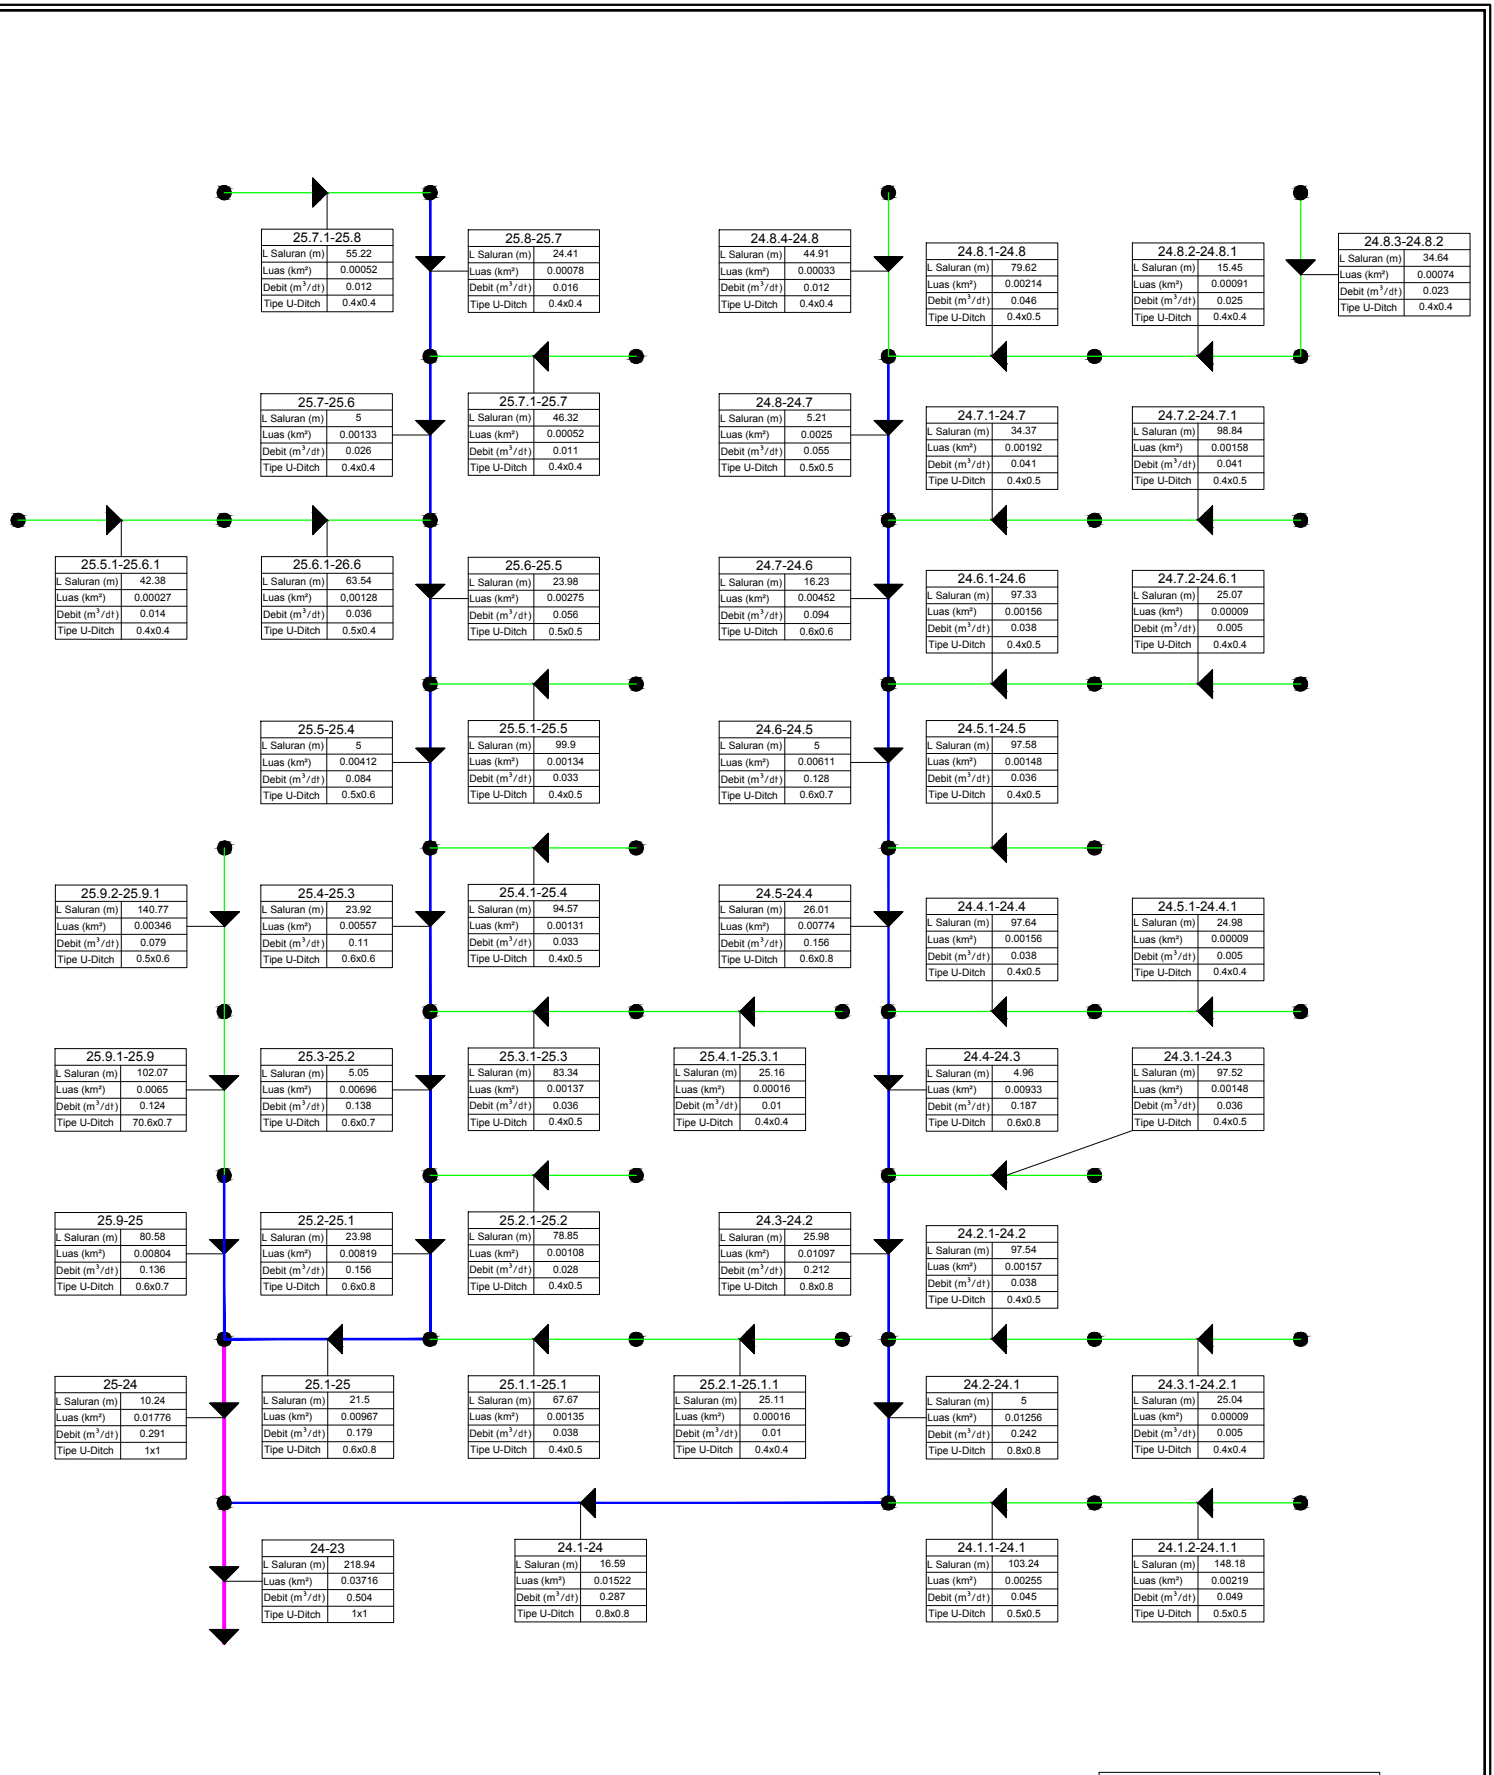 25.7.1-25.8
L Saluran (m) 55.22
Luas (km²) 0.00052
Debit (m³/dt) 0.012
Tipe U-Ditch 0.4x0.4
25.8-25.7
L Saluran (m) 24.41
Luas (km²) 0.00078
Debit (m³/dt) 0.016
Tipe U-Ditch 0.4x0.4
24.8.4-24.8
L Saluran (m) 44.91
Luas (km²) 0.00033
Debit (m³/dt) 0.012
Tipe U-Ditch 0.4x0.4
24.8.1-24.8
L Saluran (m) 79.62
Luas (km²) 0.00214
Debit (m³/dt) 0.046
Tipe U-Ditch 0.4x0.5
24.8.2-24.8.1
L Saluran (m) 15.45
Luas (km²) 0.00091
Debit (m³/dt) 0.025
Tipe U-Ditch 0.4x0.4
24.8.3-24.8.2
L Saluran (m) 34.64
Luas (km²) 0.00074
Debit (m³/dt) 0.023
Tipe U-Ditch 0.4x0.4
25.7-25.6
L Saluran (m) 5
Luas (km²) 0.00133
Debit (m³/dt) 0.026
Tipe U-Ditch 0.4x0.4
25.7.1-25.7
L Saluran (m) 46.32
Luas (km²) 0.00052
Debit (m³/dt) 0.011
Tipe U-Ditch 0.4x0.4
24.8-24.7
L Saluran (m) 5.21
Luas (km²) 0.0025
Debit (m³/dt) 0.055
Tipe U-Ditch 0.5x0.5
24.7.1-24.7
L Saluran (m) 34.37
Luas (km²) 0.00192
Debit (m³/dt) 0.041
Tipe U-Ditch 0.4x0.5
24.7.2-24.7.1
L Saluran (m) 98.84
Luas (km²) 0.00158
Debit (m³/dt) 0.041
Tipe U-Ditch 0.4x0.5
25.5.1-25.6.1
L Saluran (m) 42.38
Luas (km²) 0.00027
Debit (m³/dt) 0.014
Tipe U-Ditch 0.4x0.4
25.6.1-26.6
L Saluran (m) 63.54
Luas (km²) 0,00128
Debit (m³/dt) 0.036
Tipe U-Ditch 0.5x0.4
25.6-25.5
L Saluran (m) 23.98
Luas (km²) 0.00275
Debit (m³/dt) 0.056
Tipe U-Ditch 0.5x0.5
24.7-24.6
L Saluran (m) 16.23
Luas (km²) 0.00452
Debit (m³/dt) 0.094
Tipe U-Ditch 0.6x0.6
24.6.1-24.6
L Saluran (m) 97.33
Luas (km²) 0.00156
Debit (m³/dt) 0.038
Tipe U-Ditch 0.4x0.5
24.7.2-24.6.1
L Saluran (m) 25.07
Luas (km²) 0.00009
Debit (m³/dt) 0.005
Tipe U-Ditch 0.4x0.4
25.5-25.4
L Saluran (m) 5
Luas (km²) 0.00412
Debit (m³/dt) 0.084
Tipe U-Ditch 0.5x0.6
25.5.1-25.5
L Saluran (m) 99.9
Luas (km²) 0.00134
Debit (m³/dt) 0.033
Tipe U-Ditch 0.4x0.5
24.6-24.5
L Saluran (m) 5
Luas (km²) 0.00611
Debit (m³/dt) 0.128
Tipe U-Ditch 0.6x0.7
24.5.1-24.5
L Saluran (m) 97.58
Luas (km²) 0.00148
Debit (m³/dt) 0.036
Tipe U-Ditch 0.4x0.5
25.9.2-25.9.1
L Saluran (m) 140.77
Luas (km²) 0.00346
Debit (m³/dt) 0.079
Tipe U-Ditch 0.5x0.6
25.4-25.3
L Saluran (m) 23.92
Luas (km²) 0.00557
Debit (m³/dt) 0.11
Tipe U-Ditch 0.6x0.6
25.4.1-25.4
L Saluran (m) 94.57
Luas (km²) 0.00131
Debit (m³/dt) 0.033
Tipe U-Ditch 0.4x0.5
24.5-24.4
L Saluran (m) 26.01
Luas (km²) 0.00774
Debit (m³/dt) 0.156
Tipe U-Ditch 0.6x0.8
24.4.1-24.4
L Saluran (m) 97.64
Luas (km²) 0.00156
Debit (m³/dt) 0.038
Tipe U-Ditch 0.4x0.5
24.5.1-24.4.1
L Saluran (m) 24.98
Luas (km²) 0.00009
Debit (m³/dt) 0.005
Tipe U-Ditch 0.4x0.4
25.9.1-25.9
L Saluran (m) 102.07
Luas (km²) 0.0065
Debit (m³/dt) 0.124
Tipe U-Ditch 70.6x0.7
25.3-25.2
L Saluran (m) 5.05
Luas (km²) 0.00696
Debit (m³/dt) 0.138
Tipe U-Ditch 0.6x0.7
25.3.1-25.3
L Saluran (m) 83.34
Luas (km²) 0.00137
Debit (m³/dt) 0.036
Tipe U-Ditch 0.4x0.5
25.4.1-25.3.1
L Saluran (m) 25.16
Luas (km²) 0.00016
Debit (m³/dt) 0.01
Tipe U-Ditch 0.4x0.4
24.4-24.3
L Saluran (m) 4.96
Luas (km²) 0.00933
Debit (m³/dt) 0.187
Tipe U-Ditch 0.6x0.8
24.3.1-24.3
L Saluran (m) 97.52
Luas (km²) 0.00148
Debit (m³/dt) 0.036
Tipe U-Ditch 0.4x0.5
25.9-25
L Saluran (m) 80.58
Luas (km²) 0.00804
Debit (m³/dt) 0.136
Tipe U-Ditch 0.6x0.7
25.2-25.1
L Saluran (m) 23.98
Luas (km²) 0.00819
Debit (m³/dt) 0.156
Tipe U-Ditch 0.6x0.8
25.2.1-25.2
L Saluran (m) 78.85
Luas (km²) 0.00108
Debit (m³/dt) 0.028
Tipe U-Ditch 0.4x0.5
24.3-24.2
L Saluran (m) 25.98
Luas (km²) 0.01097
Debit (m³/dt) 0.212
Tipe U-Ditch 0.8x0.8
24.2.1-24.2
L Saluran (m) 97.54
Luas (km²) 0.00157
Debit (m³/dt) 0.038
Tipe U-Ditch 0.4x0.5
25-24
L Saluran (m) 10.24
Luas (km²) 0.01776
Debit (m³/dt) 0.291
Tipe U-Ditch 1x1
25.1-25
L Saluran (m) 21.5
Luas (km²) 0.00967
Debit (m³/dt) 0.179
Tipe U-Ditch 0.6x0.8
25.1.1-25.1
L Saluran (m) 67.67
Luas (km²) 0.00135
Debit (m³/dt) 0.038
Tipe U-Ditch 0.4x0.5
25.2.1-25.1.1
L Saluran (m) 25.11
Luas (km²) 0.00016
Debit (m³/dt) 0.01
Tipe U-Ditch 0.4x0.4
24.2-24.1
L Saluran (m) 5
Luas (km²) 0.01256
Debit (m³/dt) 0.242
Tipe U-Ditch 0.8x0.8
24.3.1-24.2.1
L Saluran (m) 25.04
Luas (km²) 0.00009
Debit (m³/dt) 0.005
Tipe U-Ditch 0.4x0.4
24-23
L Saluran (m) 218.94
Luas (km²) 0.03716
Debit (m³/dt) 0.504
Tipe U-Ditch 1x1
24.1-24
L Saluran (m) 16.59
Luas (km²) 0.01522
Debit (m³/dt) 0.287
Tipe U-Ditch 0.8x0.8
24.1.1-24.1
L Saluran (m) 103.24
Luas (km²) 0.00255
Debit (m³/dt) 0.045
Tipe U-Ditch 0.5x0.5
24.1.2-24.1.1
L Saluran (m) 148.18
Luas (km²) 0.00219
Debit (m³/dt) 0.049
Tipe U-Ditch 0.5x0.5